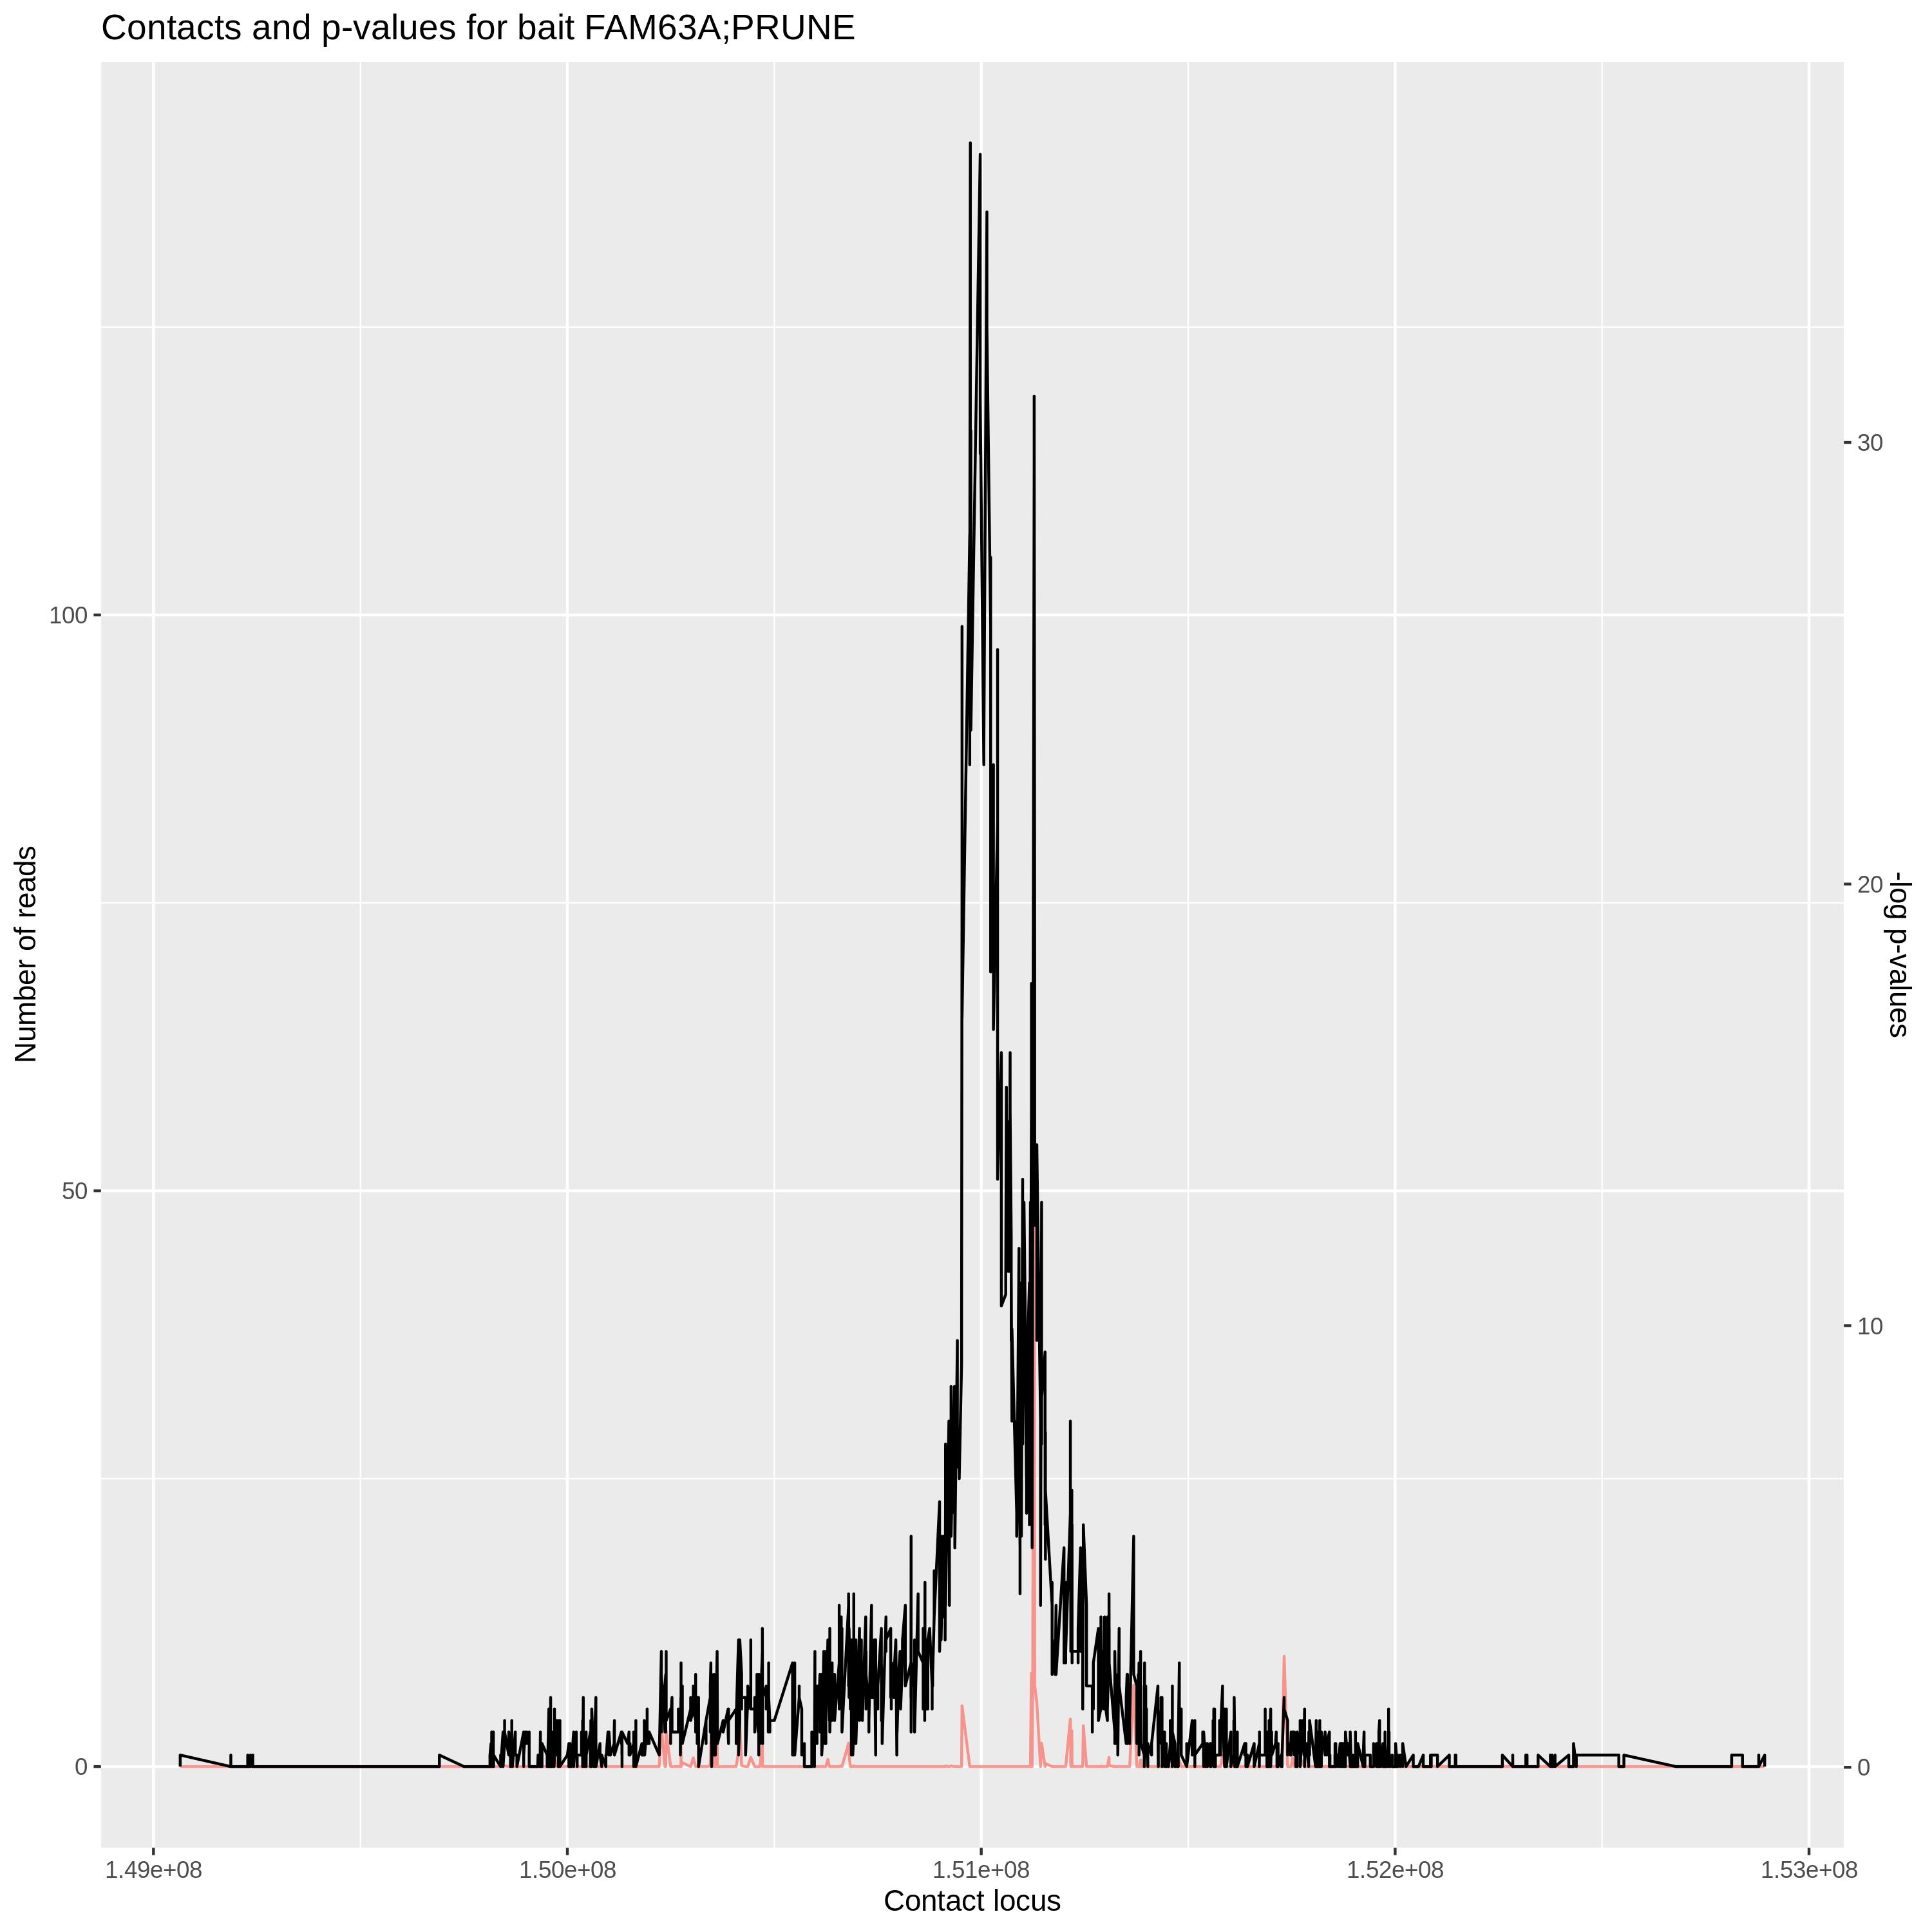 Contacts and p-values for bait FAM63A;PRUNE
Number of reads
100
50
0
30
20
10
0
-log p-values
1.49e+08 1.50e+08 1.51e+08 1.52e+08 1.53e+08
Contact locus